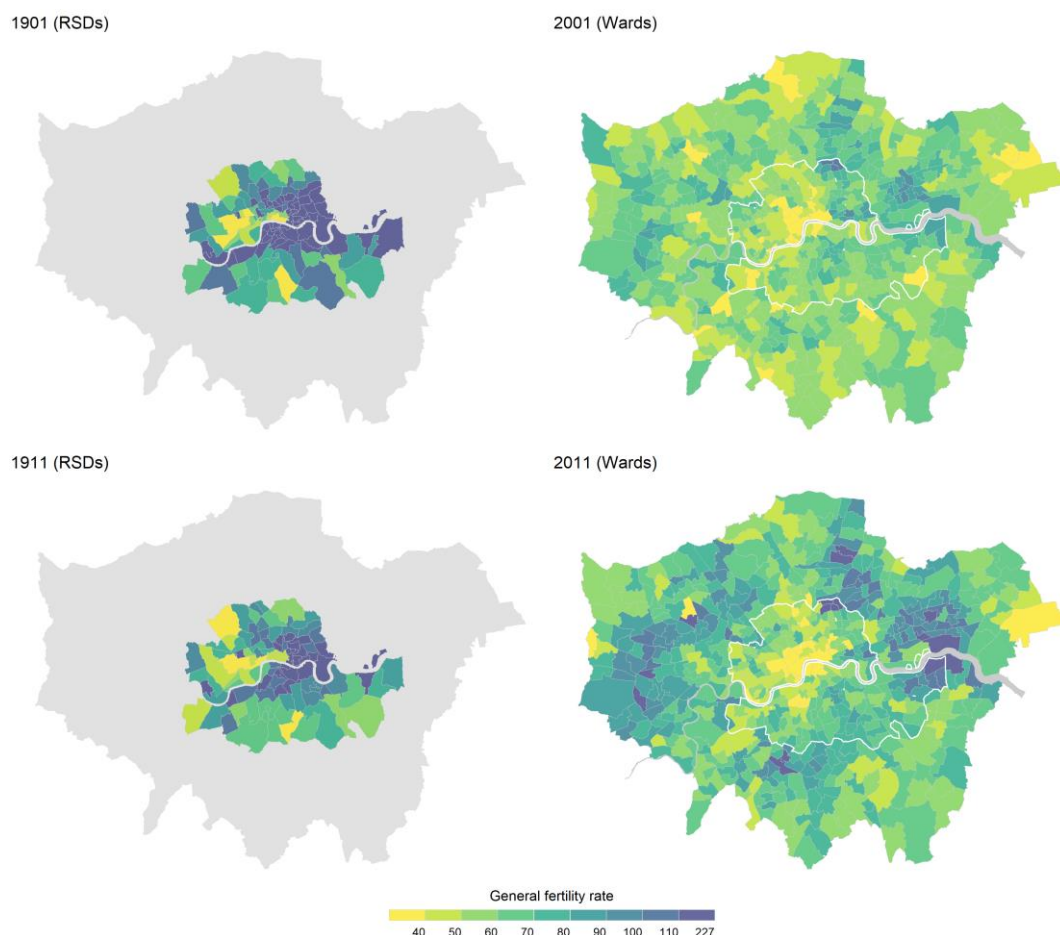 1901 (RSDs)
2001 (Wards)
1911 (RSDs)
2011 (Wards)
General fertility rate
40 50 60 70 80 90 100 110 227